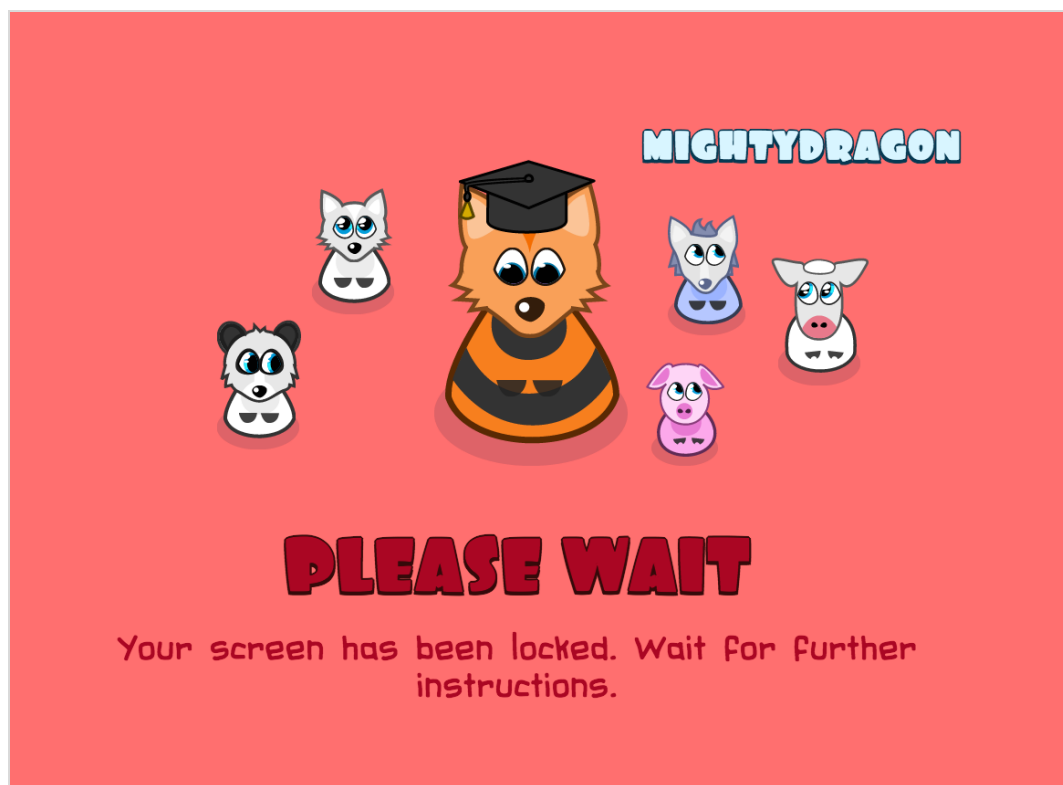 MIGHTYDRAGON
PLEASE WAIT
Your screen has been locked. Wait for further
instructions.